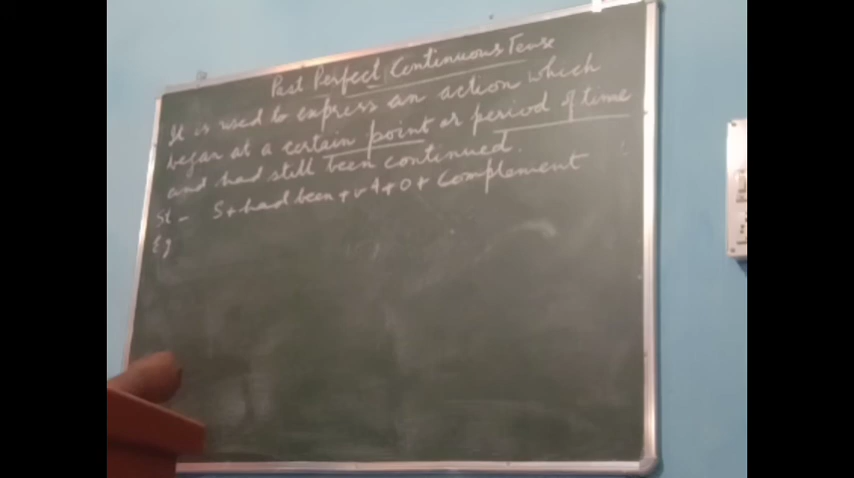 Past Perfect Continuous Tense
It is used to express an action which
began at a certain point or period of time
and had still been continued.
St - S+had been+v4+O+ Complement
Eg